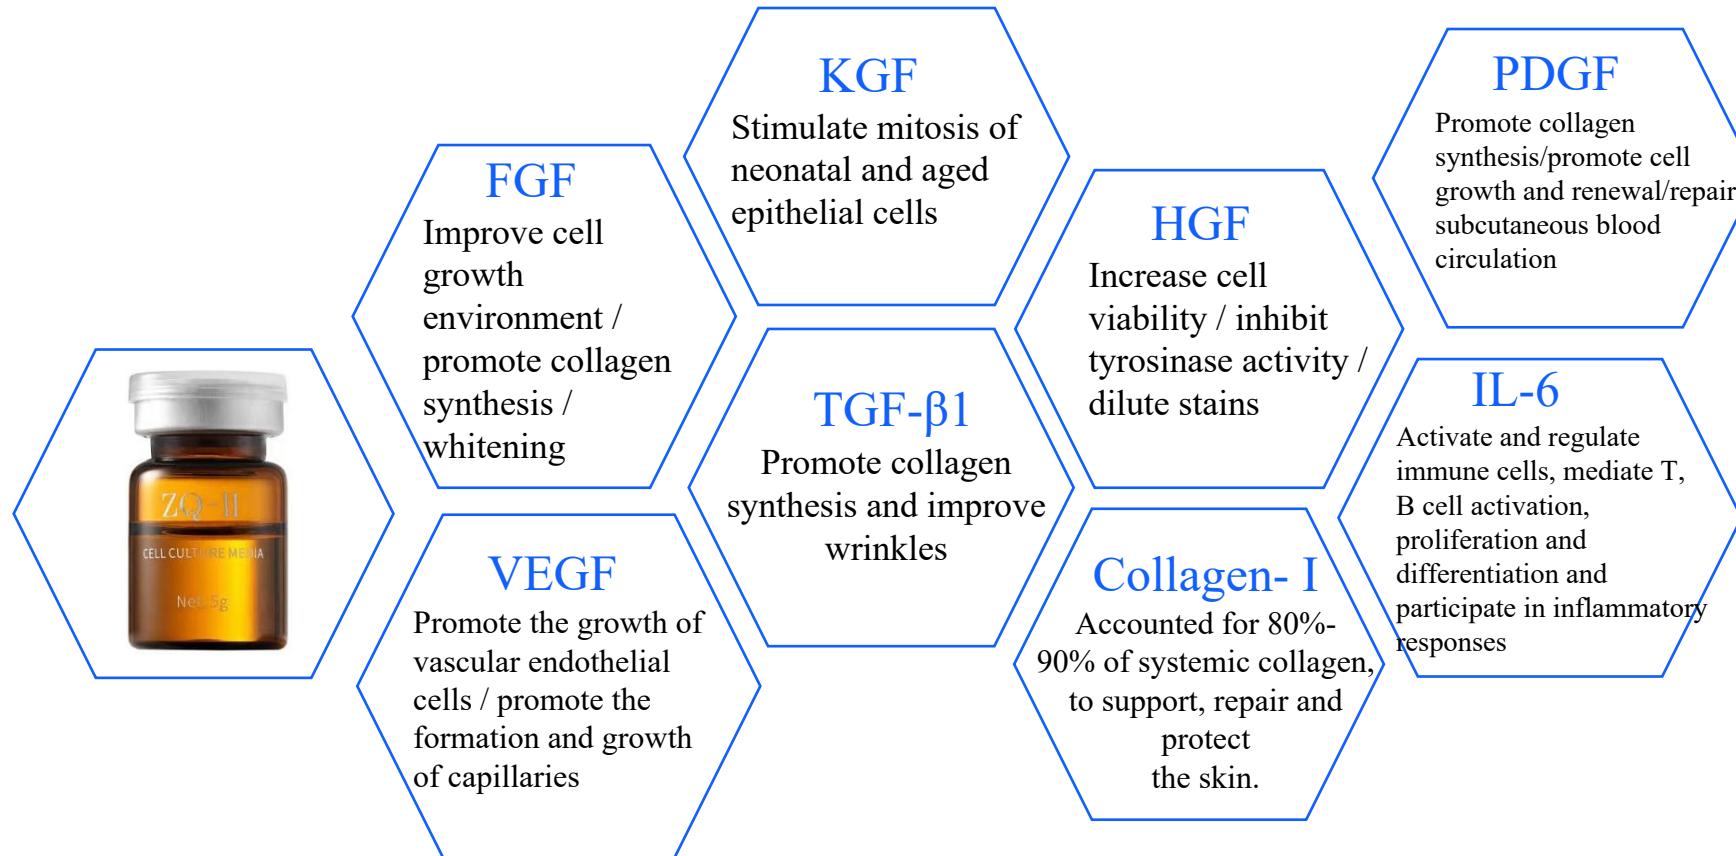 KGF
Stimulate mitosis of
neonatal and aged
epithelial cells
PDGF
Promote collagen
synthesis/promote cell
growth and renewal/repair
subcutaneous blood
circulation
FGF
Improve cell
growth
environment /
promote collagen
synthesis /
whitening
HGF
Increase cell
viability / inhibit
tyrosinase activity /
dilute stains
TGF-β1
Promote collagen
synthesis and improve
wrinkles
IL-6
Activate and regulate
immune cells, mediate T,
B cell activation,
proliferation and
differentiation and
participate in inflammatory
responses
ZQ-II
CELL CULTURE MEDIA
Net: 5g
VEGF
Promote the growth of
vascular endothelial
cells / promote the
formation and growth
of capillaries
Collagen- I
Accounted for 80%-
90% of systemic collagen,
to support, repair and
protect
the skin.